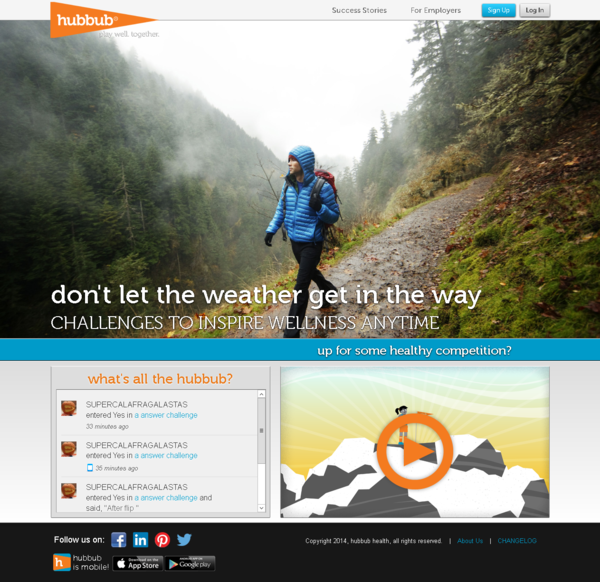 hubbub®
play well. together.
Success Stories
For Employers
Sign Up
Log In
don't let the weather get in the way
CHALLENGES TO INSPIRE WELLNESS ANYTIME
up for some healthy competition?
what's all the hubbub?
SUPERCALAFRAGALASTAS
entered Yes in a answer challenge
33 minutes ago
SUPERCALAFRAGALASTAS
entered Yes in a answer challenge
35 minutes ago
SUPERCALAFRAGALASTAS
entered Yes in a answer challenge and
said, "After flip "
Follow us on:
Copyright 2014, hubbub health, all rights reserved. | About Us | CHANGELOG
h
hubbub
is mobile!
App Store
Google play